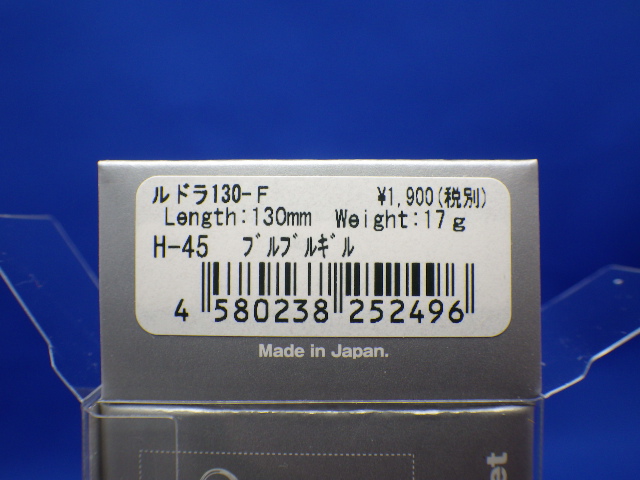 ルドラ130-F ¥1,900(税別)
Length:130mm Weight:17g
H-45 ﾌﾞﾙﾌﾞﾙｷﾞﾙ
4 580238 252496
Made in Japan.
et